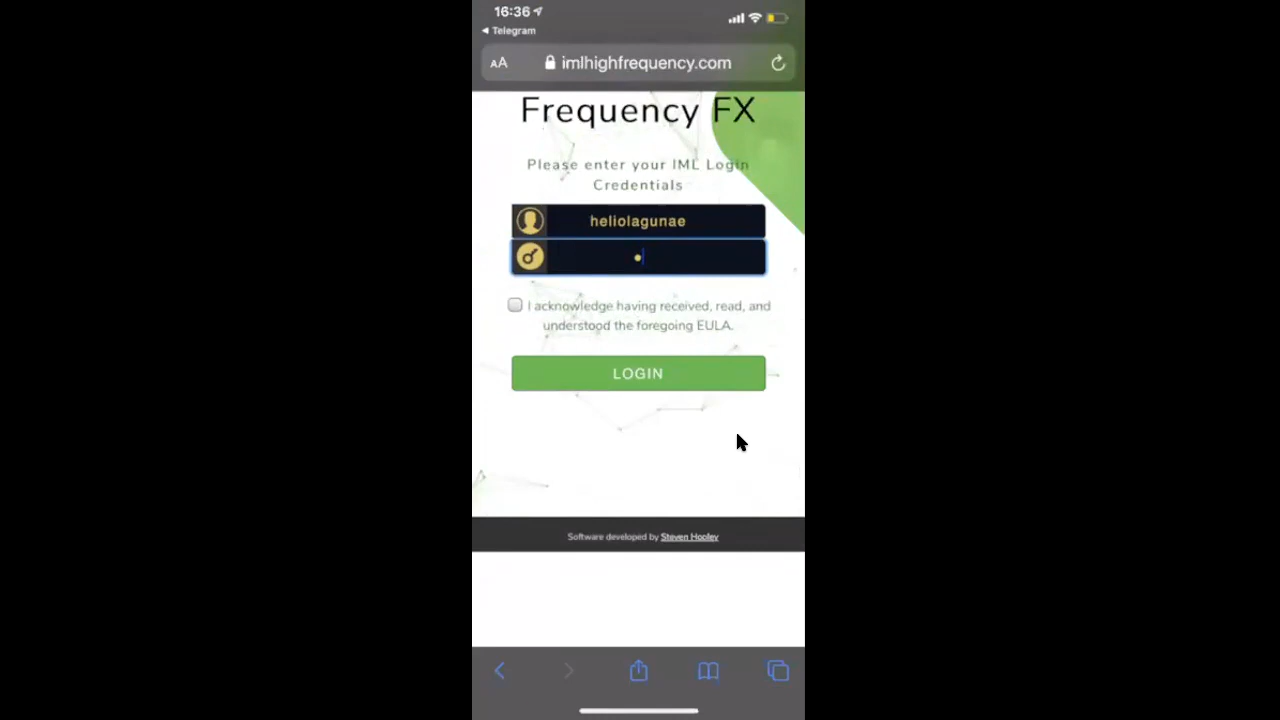 16:36
Telegram
AA imlhighfrequency.com
Frequency FX
Please enter your IML Login
Credentials
heliolagunae
I acknowledge having received, read, and
understood the foregoing EULA.
LOGIN
Software developed by Steven Hooley